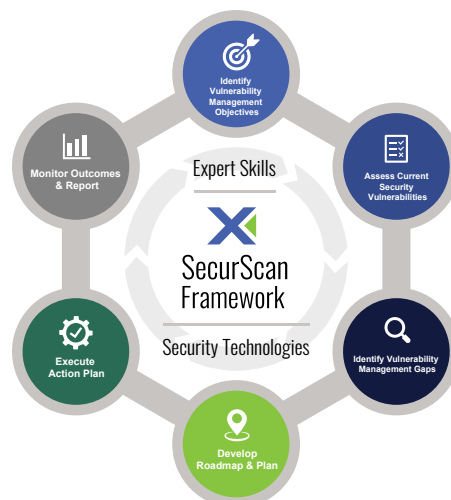 Identify
Vulnerability
Management
Objectives
Assess Current
Security
Vulnerabilities
Identify Vulnerability
Management Gaps
Develop
Roadmap & Plan
Execute
Action Plan
Monitor Outcomes
& Report
Expert Skills
SecurScan
Framework
Security Technologies